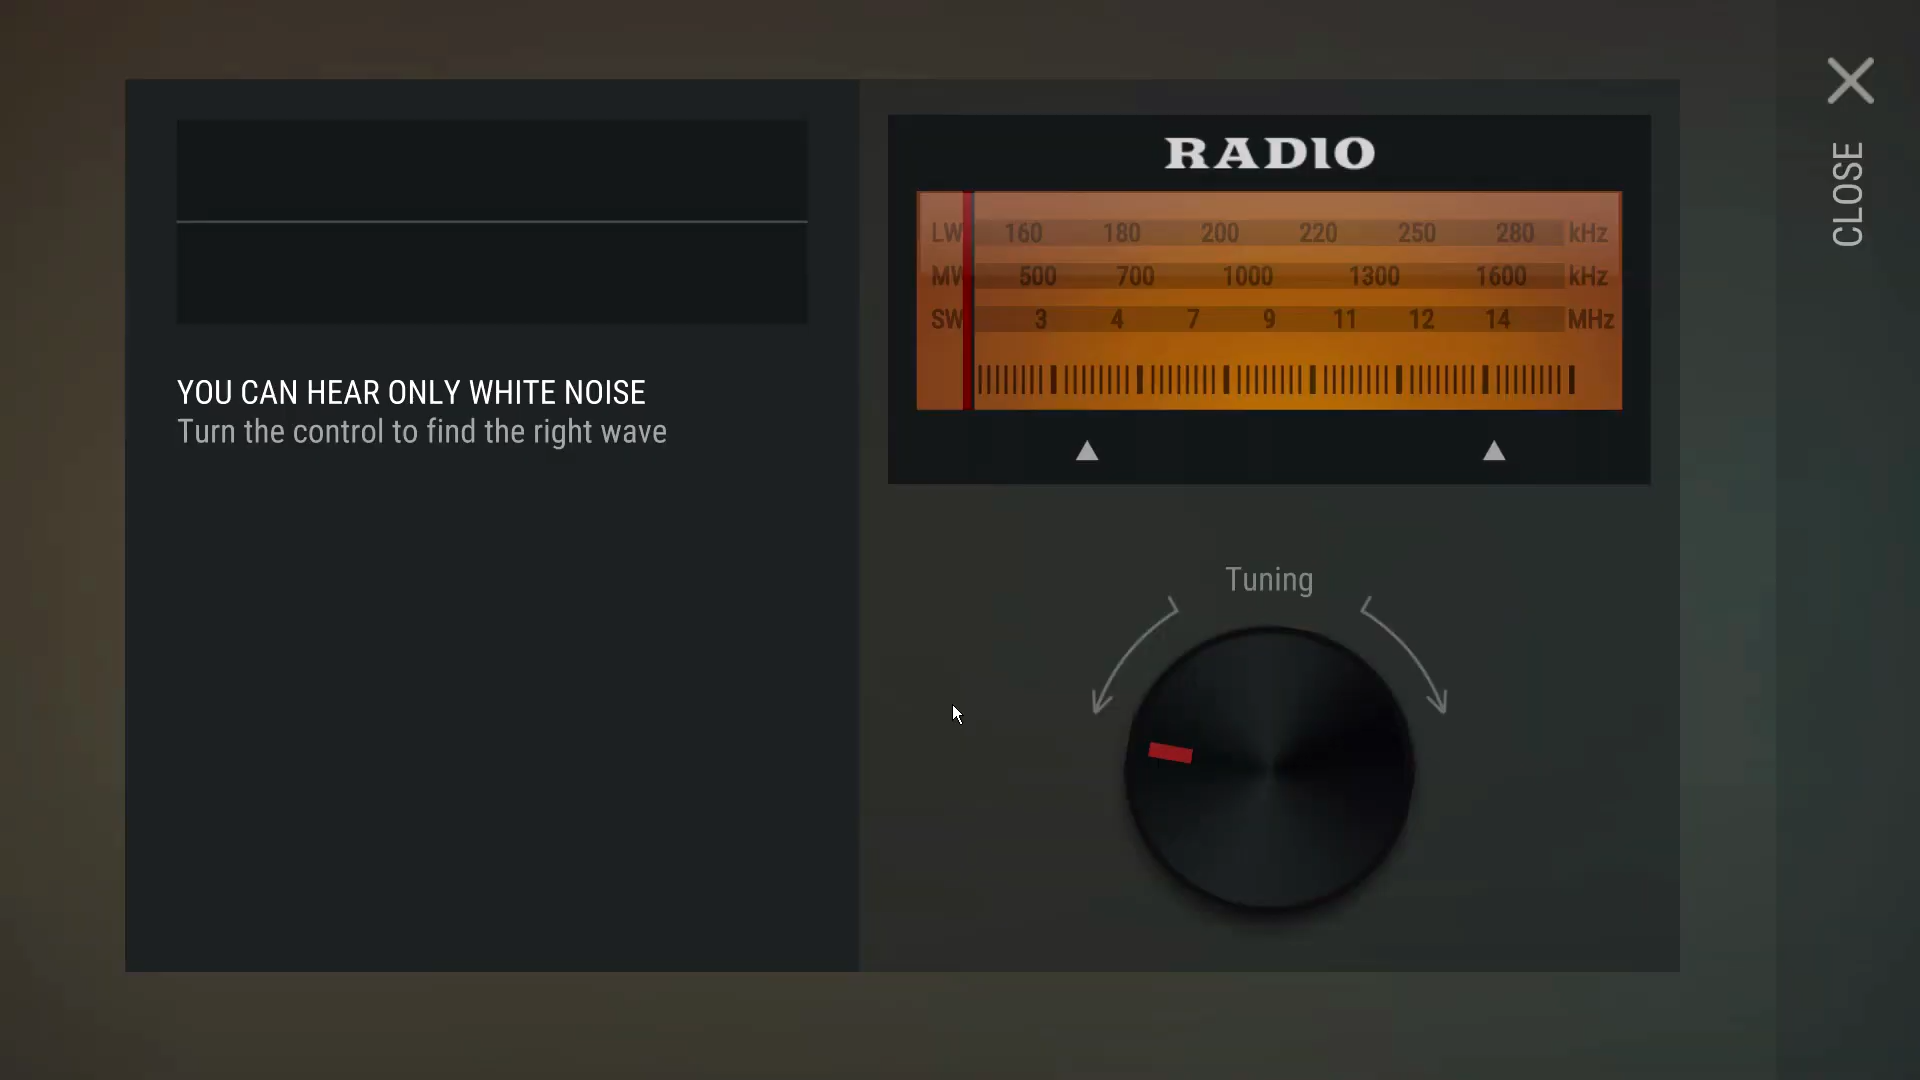 CLOSE
RADIO
LW 160 180 200 220 250 280 kHz
MW 500 700 1000 1300 1600 kHz
SW 3 4 7 9 11 12 14 MHz
YOU CAN HEAR ONLY WHITE NOISE
Turn the control to find the right wave
Tuning